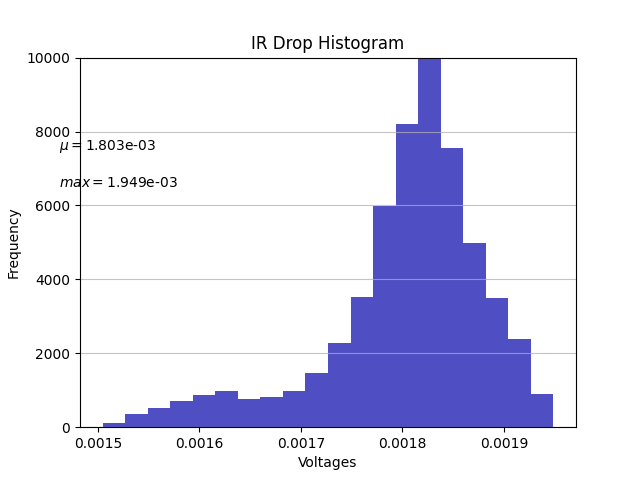 IR Drop Histogram
10000
8000
μ = 1.803e-03
max = 1.949e-03
6000
Frequency
4000
2000
0
0.0015 0.0016 0.0017 0.0018 0.0019
Voltages